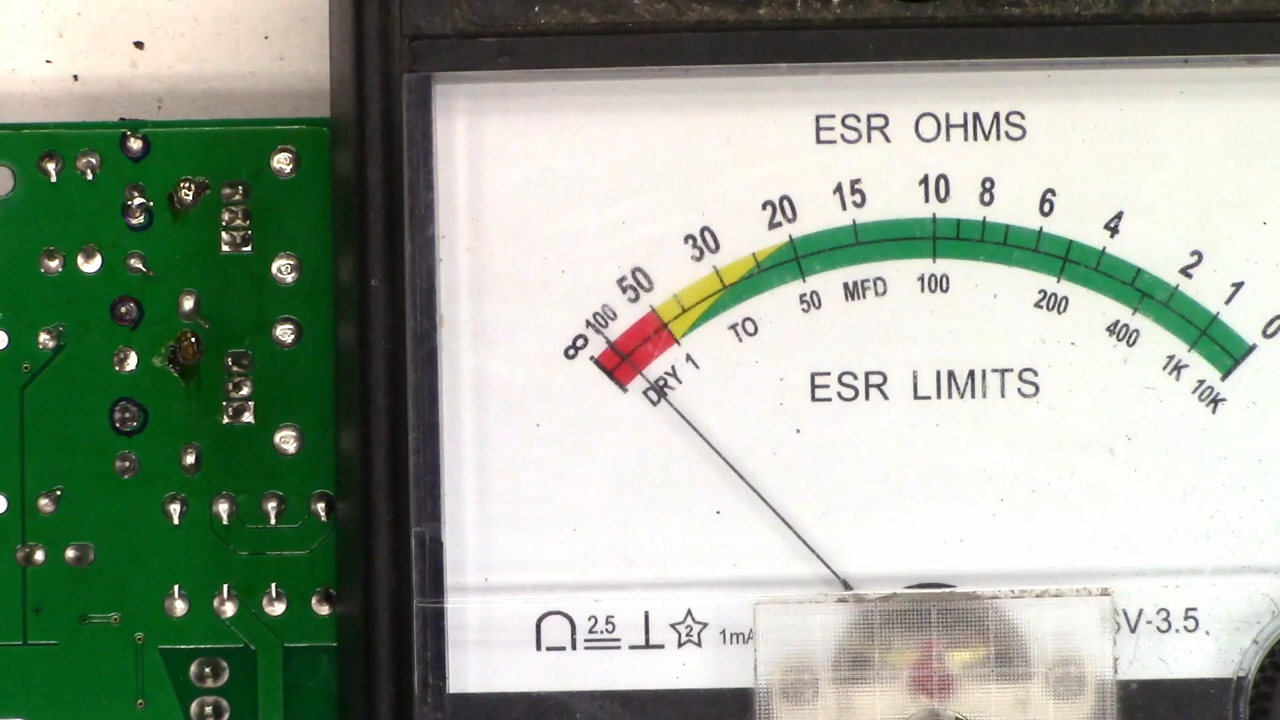 ESR OHMS
∞ 100 50 30 20 15 10 8 6 4 2 1 0
DRY 1 TO 50 MFD 100 200 400 1K 10K
ESR LIMITS
2.5 2 1mA V-3.5